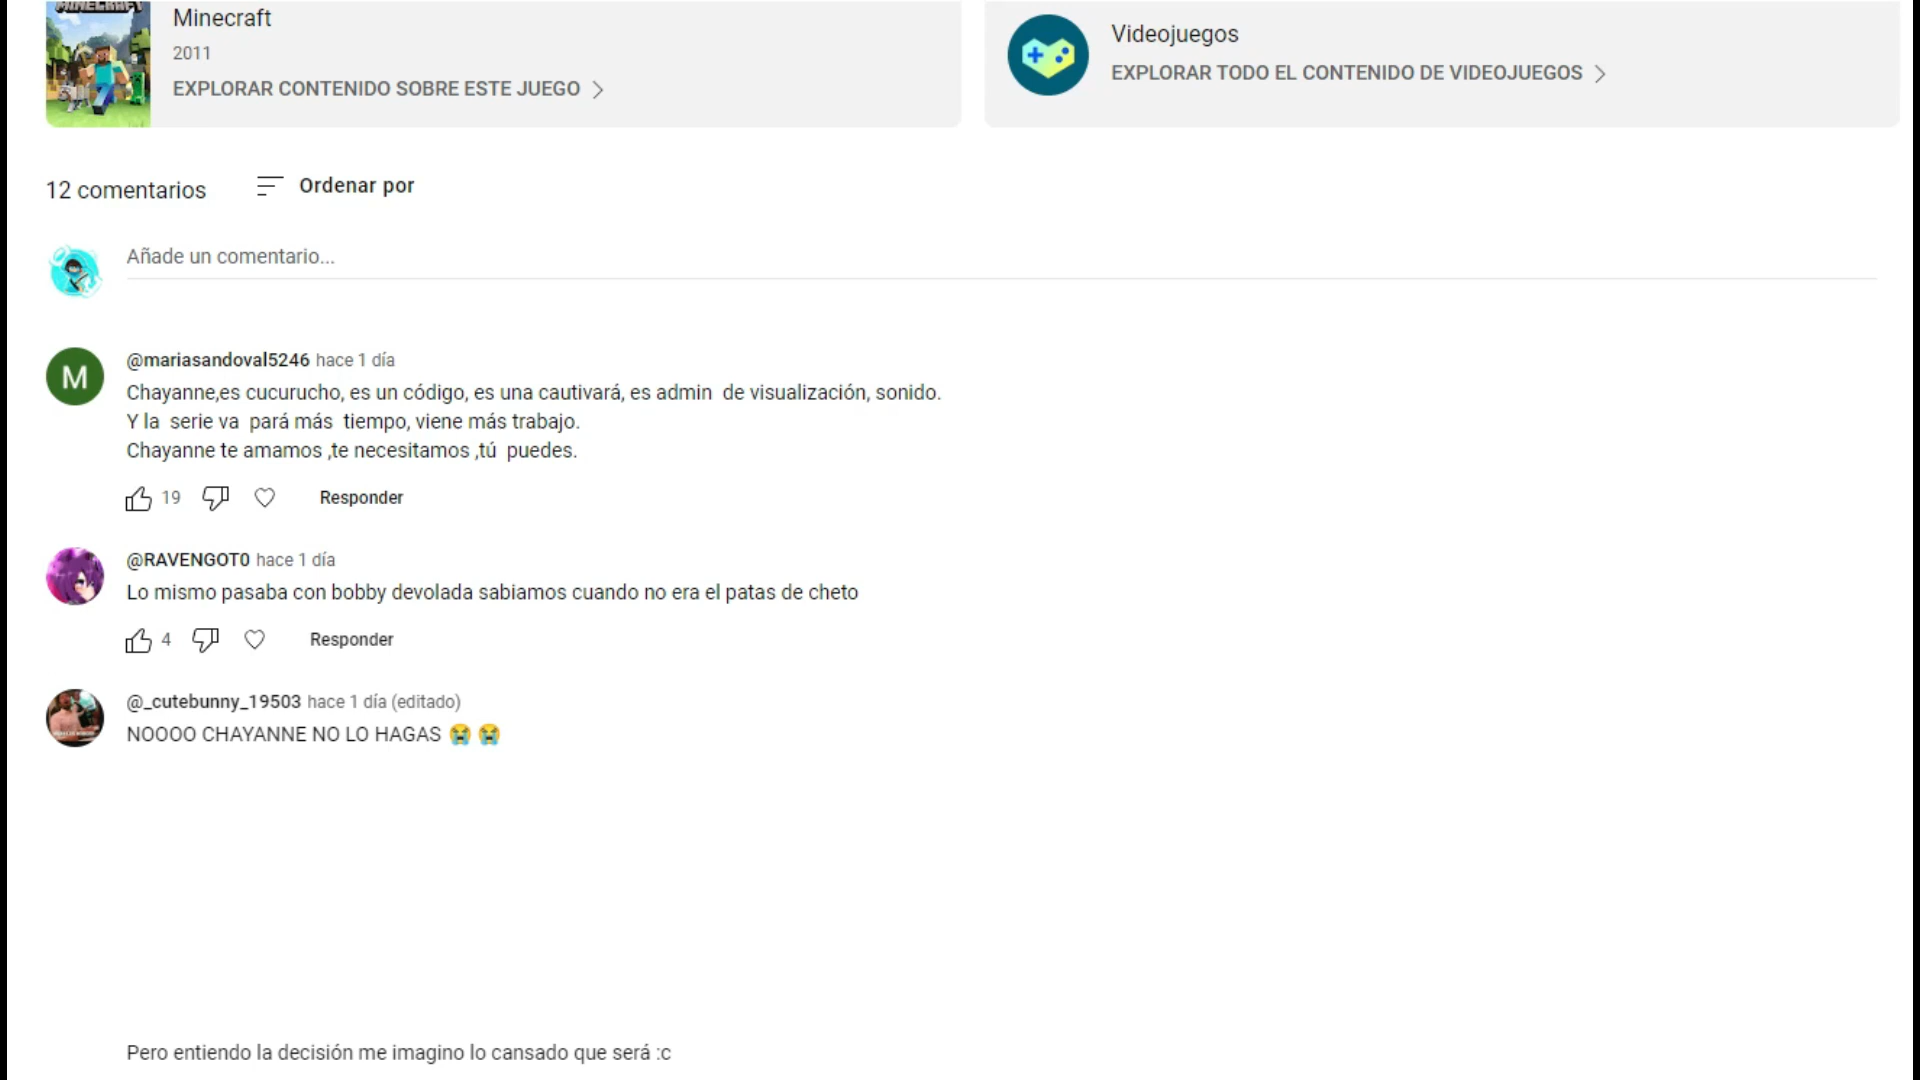 MINECRAFT
Minecraft
2011
EXPLORAR CONTENIDO SOBRE ESTE JUEGO
Videojuegos
EXPLORAR TODO EL CONTENIDO DE VIDEOJUEGOS
12 comentarios
Ordenar por
Añade un comentario...
M
@mariasandoval5246 hace 1 día
Chayanne,es cucurucho, es un código, es una cautivará, es admin  de visualización, sonido.
Y la  serie va  pará más  tiempo, viene más trabajo.
Chayanne te amamos ,te necesitamos ,tú  puedes.
19
Responder
@RAVENGOT0 hace 1 día
Lo mismo pasaba con bobby devolada sabiamos cuando no era el patas de cheto
4
Responder
@_cutebunny_19503 hace 1 día (editado)
NOOOO CHAYANNE NO LO HAGAS 😭 😭
Pero entiendo la decisión me imagino lo cansado que será :c